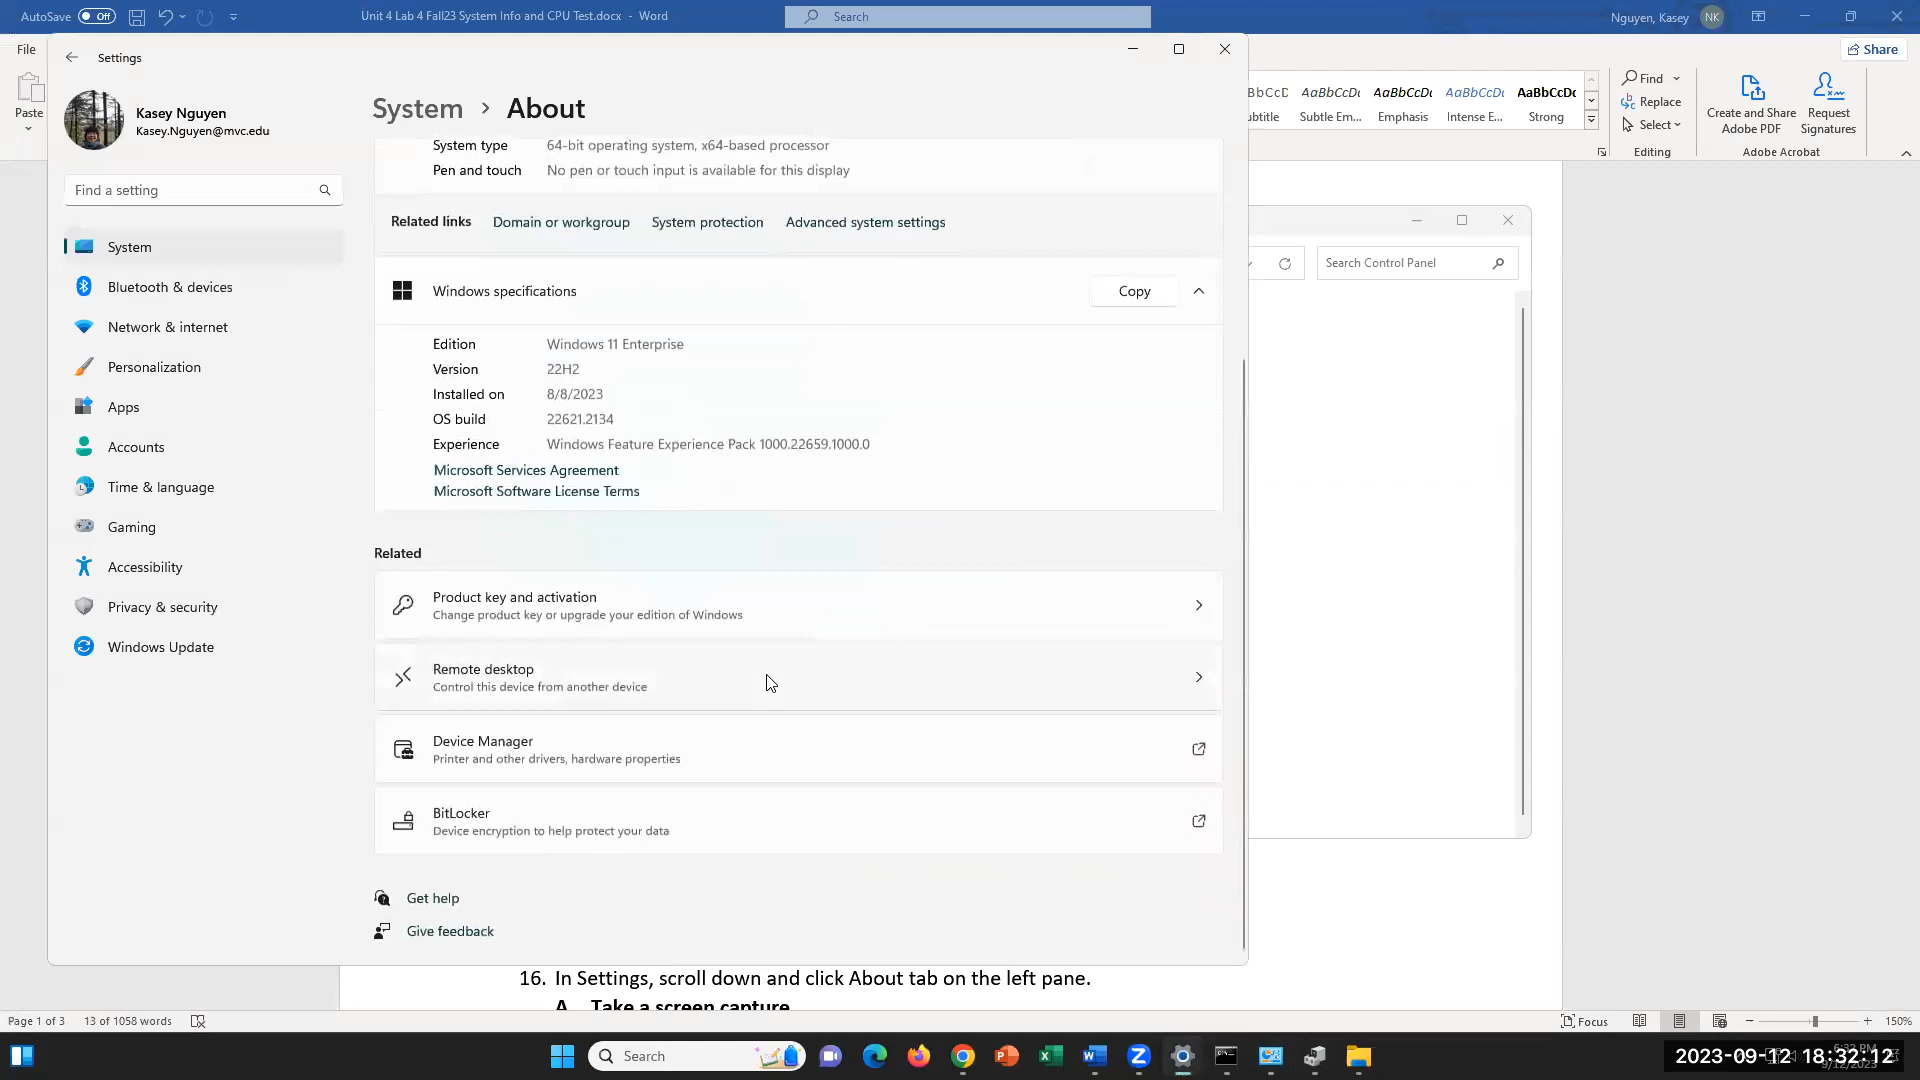 AutoSave Off
Unit 4 Lab 4 Fall23 System Info and CPU Test.docx - Word
Search
Nguyen, Kasey NK
File
Share
Paste
Settings
Kasey Nguyen
Kasey.Nguyen@mvc.edu
Find a setting
System
Bluetooth & devices
Network & internet
Personalization
Apps
Accounts
Time & language
Gaming
Accessibility
Privacy & security
Windows Update
System > About
System type 64-bit operating system, x64-based processor
Pen and touch No pen or touch input is available for this display
Related links Domain or workgroup System protection Advanced system settings
Windows specifications Copy
Edition Windows 11 Enterprise
Version 22H2
Installed on 8/8/2023
OS build 22621.2134
Experience Windows Feature Experience Pack 1000.22659.1000.0
Microsoft Services Agreement
Microsoft Software License Terms
Related
Product key and activation
Change product key or upgrade your edition of Windows
Remote desktop
Control this device from another device
Device Manager
Printer and other drivers, hardware properties
BitLocker
Device encryption to help protect your data
Get help
Give feedback
AaBbCcDc AaBbCcDc AaBbCcDc AaBbCcDc
Subtle Em... Emphasis Intense E... Strong
Find
Replace
Select
Editing
Create and Share Adobe PDF
Request Signatures
Adobe Acrobat
Search Control Panel
16. In Settings, scroll down and click About tab on the left pane.
A. Take a screen capture
Page 1 of 3 13 of 1058 words
Focus
150%
Search
2023-09-12 18:32:12